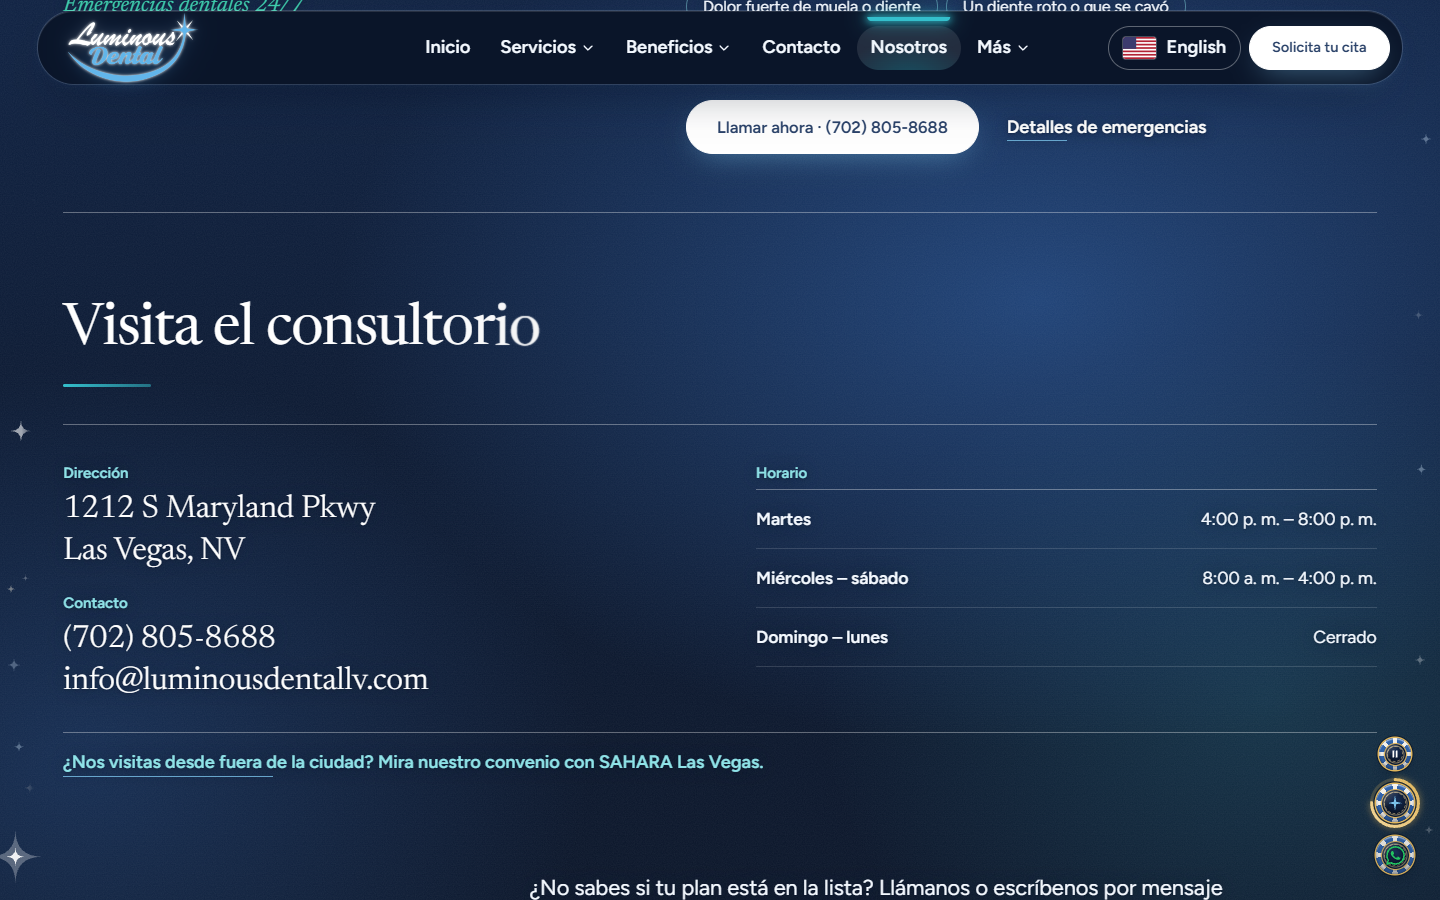 Emergencias dentales 24/7
Dolor fuerte de muela o diente
Un diente roto o que se cayó
Luminous
Dental
Inicio
Servicios
Beneficios
Contacto
Nosotros
Más
English
Solicita tu cita
Llamar ahora · (702) 805-8688
Detalles de emergencias
Visita el consultorio
Dirección
1212 S Maryland Pkwy
Las Vegas, NV
Contacto
(702) 805-8688
info@luminousdentallv.com
Horario
Martes 4:00 p. m. – 8:00 p. m.
Miércoles – sábado 8:00 a. m. – 4:00 p. m.
Domingo – lunes Cerrado
¿Nos visitas desde fuera de la ciudad? Mira nuestro convenio con SAHARA Las Vegas.
¿No sabes si tu plan está en la lista? Llámanos o escríbenos por mensaje